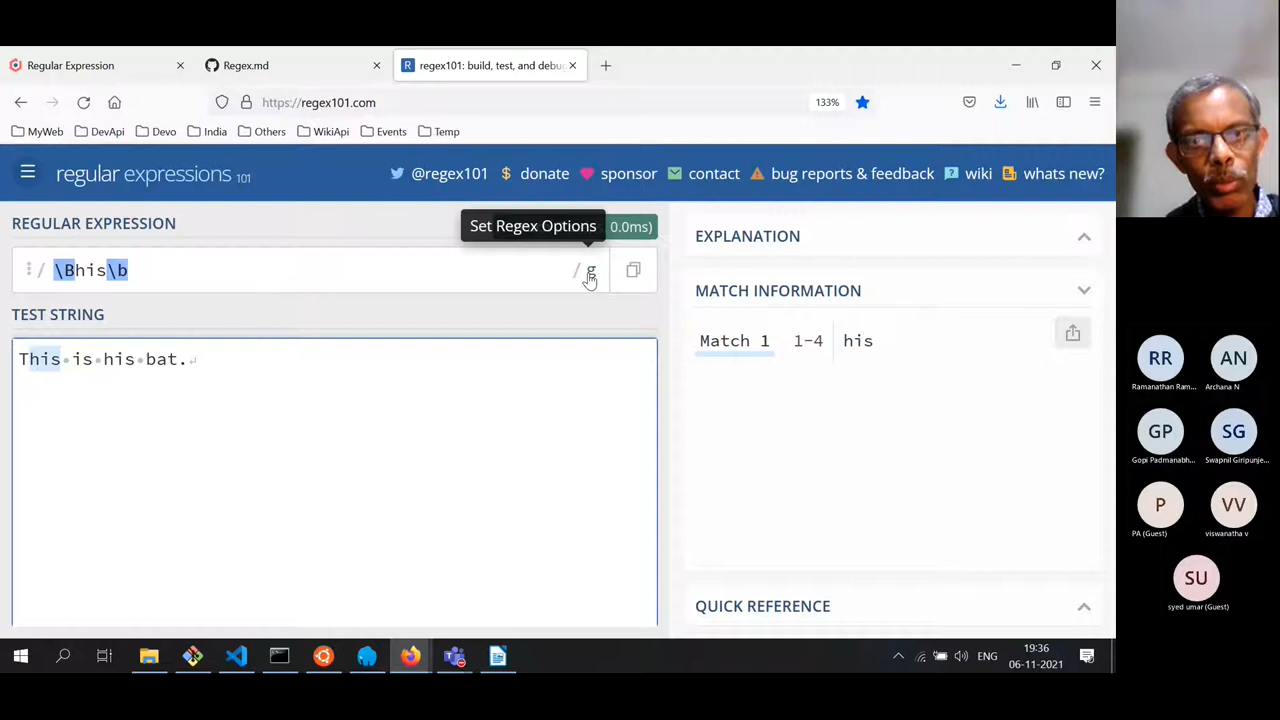 Regular Expression
Regex.md
regex101: build, test, and debug
https://regex101.com
133%
MyWeb
DevApi
Devo
India
Others
WikiApi
Events
Temp
regular expressions 101
@regex101
donate
sponsor
contact
bug reports & feedback
wiki
whats new?
REGULAR EXPRESSION
Set Regex Options
0.0ms)
/ \Bhis\b
/ g
TEST STRING
This·is·his·bat.
EXPLANATION
MATCH INFORMATION
Match 1 1-4 his
QUICK REFERENCE
RR
Ramanathan Ram...
AN
Archana N
GP
Gopi Padmanabh...
SG
Swapnil Giripunje...
P
PA (Guest)
VV
viswanatha v
SU
syed umar (Guest)
ENG
19:36
06-11-2021